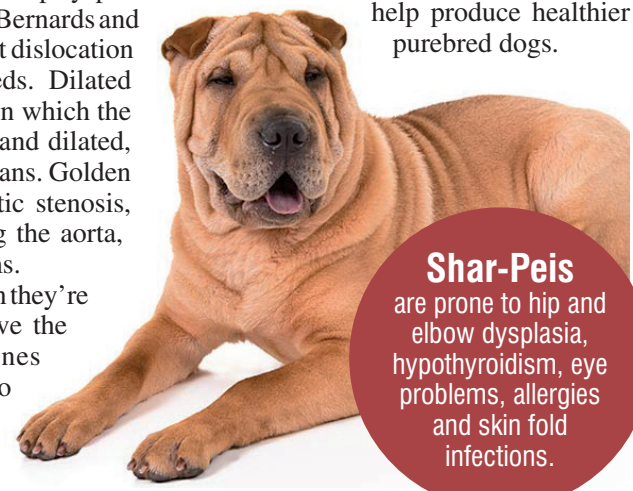 Bernards and
t dislocation
eds. Dilated
n which the
and dilated,
ans. Golden
tic stenosis,
g the aorta,
ns.
n they're
ve the
nes
o
help produce healthier
purebred dogs.
Shar-Peis
are prone to hip and
elbow dysplasia,
hypothyroidism, eye
problems, allergies
and skin fold
infections.